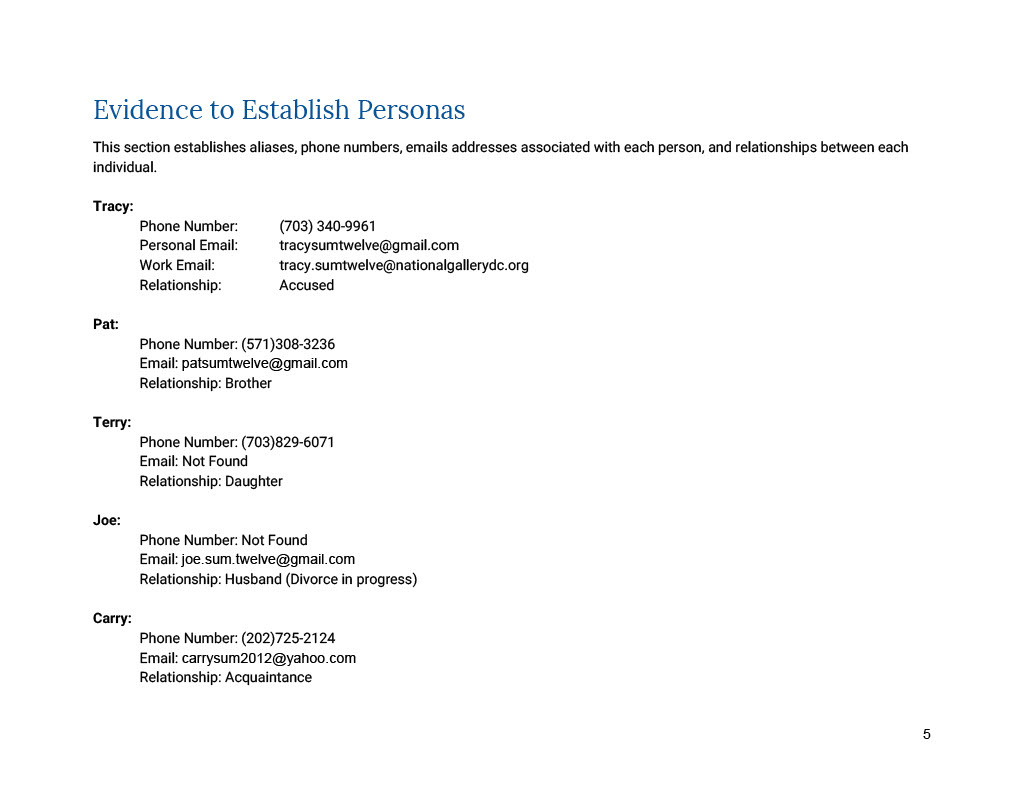 Evidence to Establish Personas
This section establishes aliases, phone numbers, emails addresses associated with each person, and relationships between each
individual.
Tracy:
Phone Number: (703) 340-9961
Personal Email: tracysumtwelve@gmail.com
Work Email: tracy.sumtwelve@nationalgallerydc.org
Relationship: Accused
Pat:
Phone Number: (571)308-3236
Email: patsumtwelve@gmail.com
Relationship: Brother
Terry:
Phone Number: (703)829-6071
Email: Not Found
Relationship: Daughter
Joe:
Phone Number: Not Found
Email: joe.sum.twelve@gmail.com
Relationship: Husband (Divorce in progress)
Carry:
Phone Number: (202)725-2124
Email: carrysum2012@yahoo.com
Relationship: Acquaintance
5